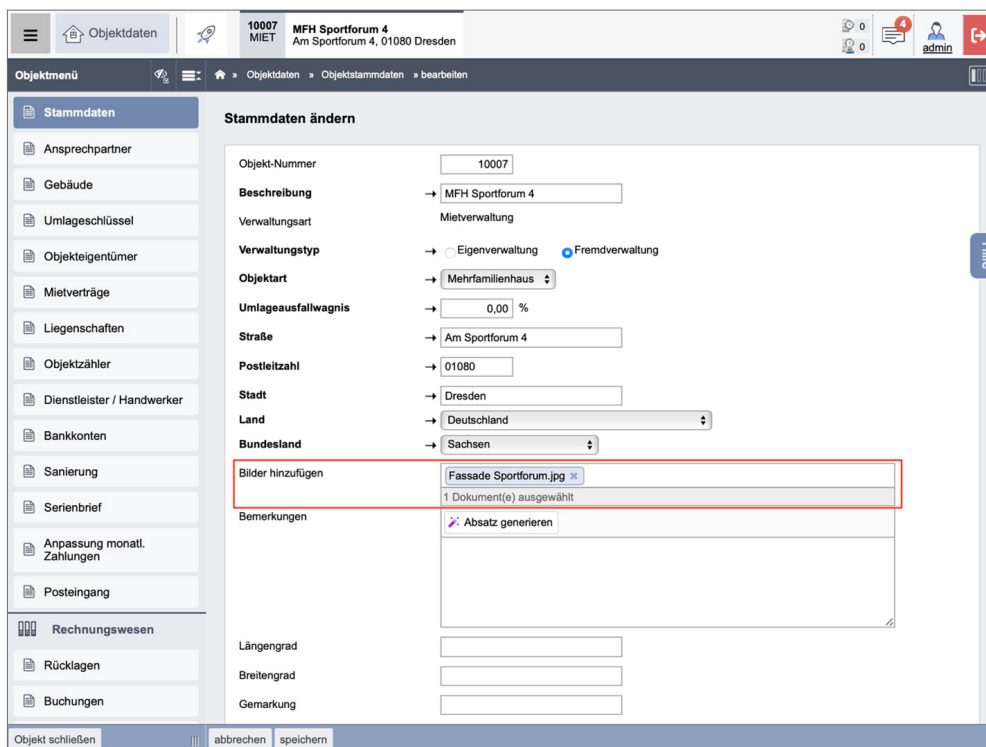 Objektdaten
10007
MIET
MFH Sportforum 4
Am Sportforum 4, 01080 Dresden
0
0
4
admin
Objektmenü
» Objektdaten » Objektstammdaten » bearbeiten
Stammdaten
Ansprechpartner
Gebäude
Umlageschlüssel
Objekteigentümer
Mietverträge
Liegenschaften
Objektzähler
Dienstleister / Handwerker
Bankkonten
Sanierung
Serienbrief
Anpassung monatl.
Zahlungen
Posteingang
Rechnungswesen
Rücklagen
Buchungen
Stammdaten ändern
Objekt-Nummer 10007
Beschreibung → MFH Sportforum 4
Verwaltungsart Mietverwaltung
Verwaltungstyp → Eigenverwaltung Fremdverwaltung
Objektart → Mehrfamilienhaus
Umlageausfallwagnis → 0,00 %
Straße → Am Sportforum 4
Postleitzahl → 01080
Stadt → Dresden
Land → Deutschland
Bundesland → Sachsen
Bilder hinzufügen Fassade Sportforum.jpg ×
1 Dokument(e) ausgewählt
Bemerkungen Absatz generieren
Längengrad
Breitengrad
Gemarkung
Objekt schließen abbrechen speichern